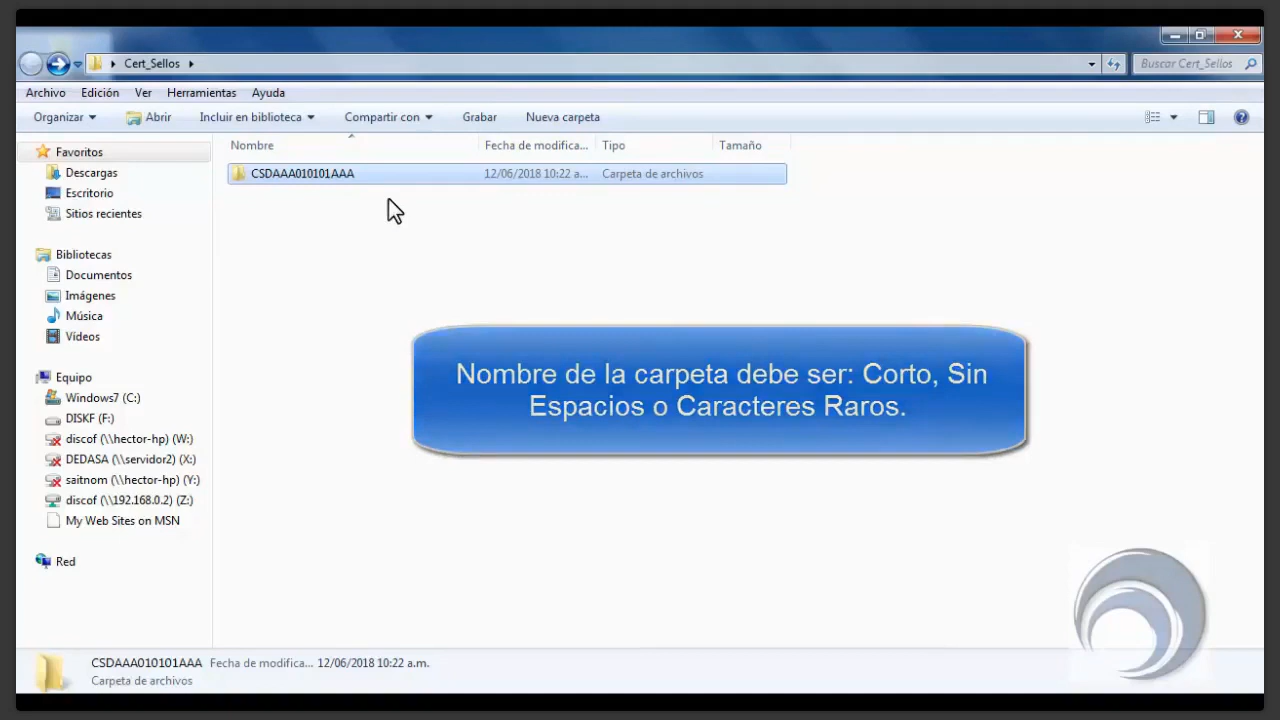 Cert_Sellos
Buscar Cert_Sellos
Archivo Edición Ver Herramientas Ayuda
Organizar Abrir Incluir en biblioteca Compartir con Grabar Nueva carpeta
Nombre Fecha de modifica... Tipo Tamaño
CSDAAA010101AAA 12/06/2018 10:22 a... Carpeta de archivos
Favoritos
Descargas
Escritorio
Sitios recientes
Bibliotecas
Documentos
Imágenes
Música
Vídeos
Equipo
Windows7 (C:)
DISKF (F:)
discof (\\hector-hp) (W:)
DEDASA (\\servidor2) (X:)
saitnom (\\hector-hp) (Y:)
discof (\\192.168.0.2) (Z:)
My Web Sites on MSN
Red
Nombre de la carpeta debe ser: Corto, Sin
Espacios o Caracteres Raros.
CSDAAA010101AAA Fecha de modifica... 12/06/2018 10:22 a.m.
Carpeta de archivos